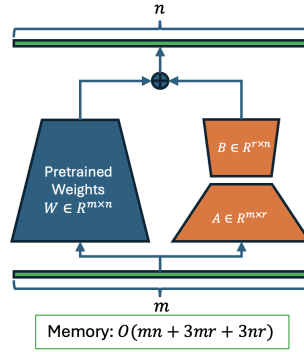 n
Pretrained
Weights
W ∈ R^{m×n}
B ∈ R^{r×n}
A ∈ R^{m×r}
m
Memory: O(mn + 3mr + 3nr)